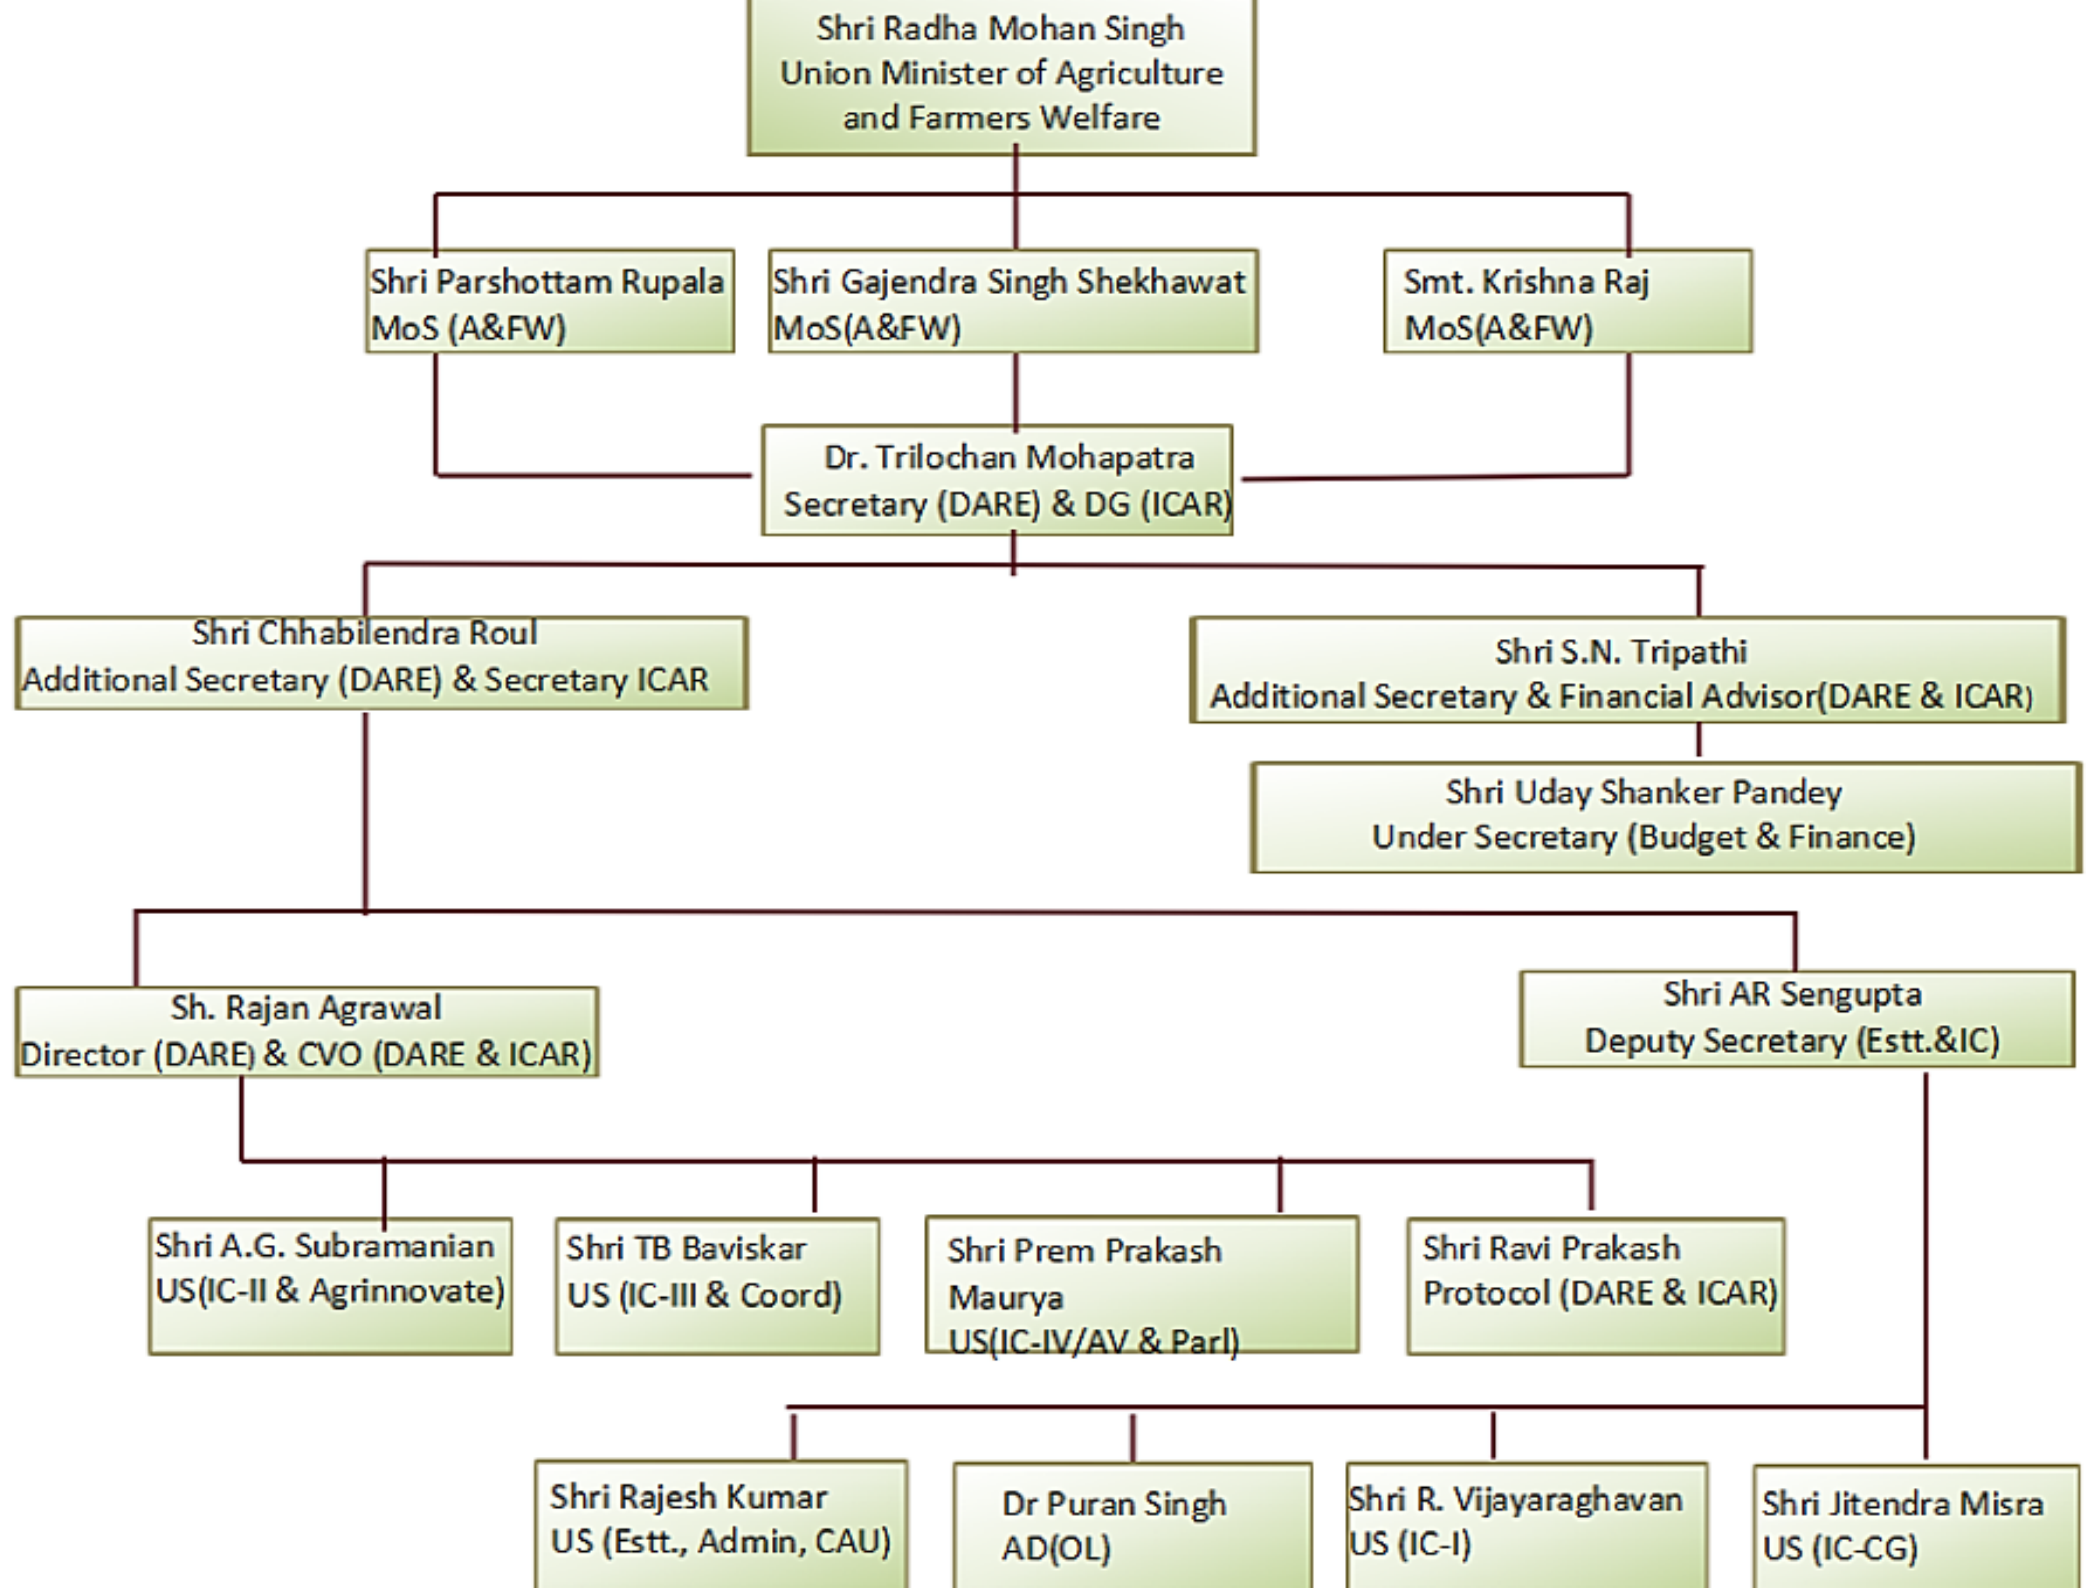 Shri Radha Mohan Singh
Union Minister of Agriculture
and Farmers Welfare
Shri Parshottam Rupala
MoS (A&FW)
Shri Gajendra Singh Shekhawat
MoS(A&FW)
Smt. Krishna Raj
MoS(A&FW)
Dr. Trilochan Mohapatra
Secretary (DARE) & DG (ICAR)
Shri Chhabilendra Roul
Additional Secretary (DARE) & Secretary ICAR
Shri S.N. Tripathi
Additional Secretary & Financial Advisor(DARE & ICAR)
Shri Uday Shanker Pandey
Under Secretary (Budget & Finance)
Sh. Rajan Agrawal
Director (DARE) & CVO (DARE & ICAR)
Shri AR Sengupta
Deputy Secretary (Estt.&IC)
Shri A.G. Subramanian
US(IC-II & Agrinnovate)
Shri TB Baviskar
US (IC-III & Coord)
Shri Prem Prakash
Maurya
US(IC-IV/AV & Parl)
Shri Ravi Prakash
Protocol (DARE & ICAR)
Shri Rajesh Kumar
US (Estt., Admin, CAU)
Dr Puran Singh
AD(OL)
Shri R. Vijayaraghavan
US (IC-I)
Shri Jitendra Misra
US (IC-CG)